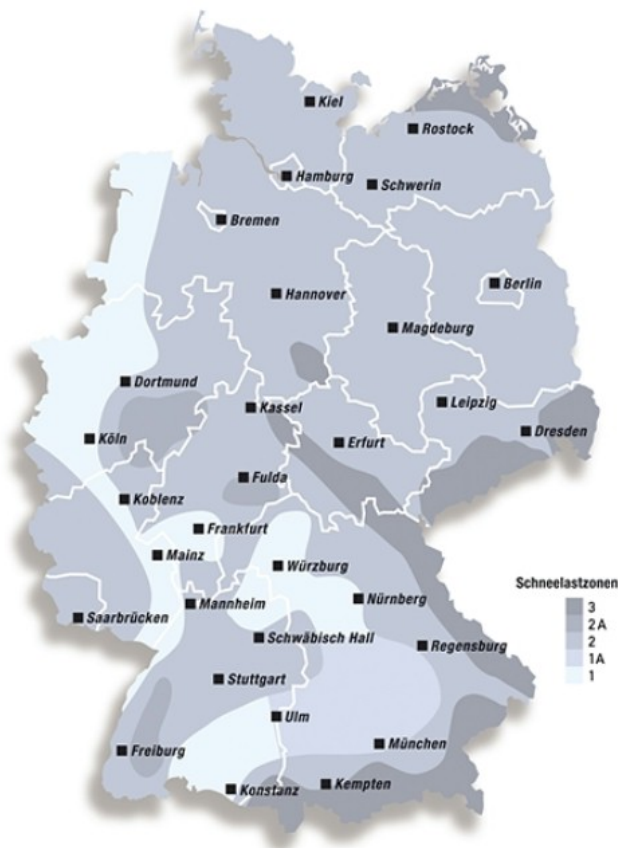 Kiel
Rostock
Hamburg
Schwerin
Bremen
Berlin
Hannover
Magdeburg
Dortmund
Leipzig
Kassel
Dresden
Köln
Erfurt
Fulda
Koblenz
Frankfurt
Mainz
Würzburg
Schneelastzonen
Mannheim
Nürnberg
3
2A
2
1A
1
Saarbrücken
Schwäbisch Hall
Regensburg
Stuttgart
Ulm
München
Freiburg
Kempten
Konstanz